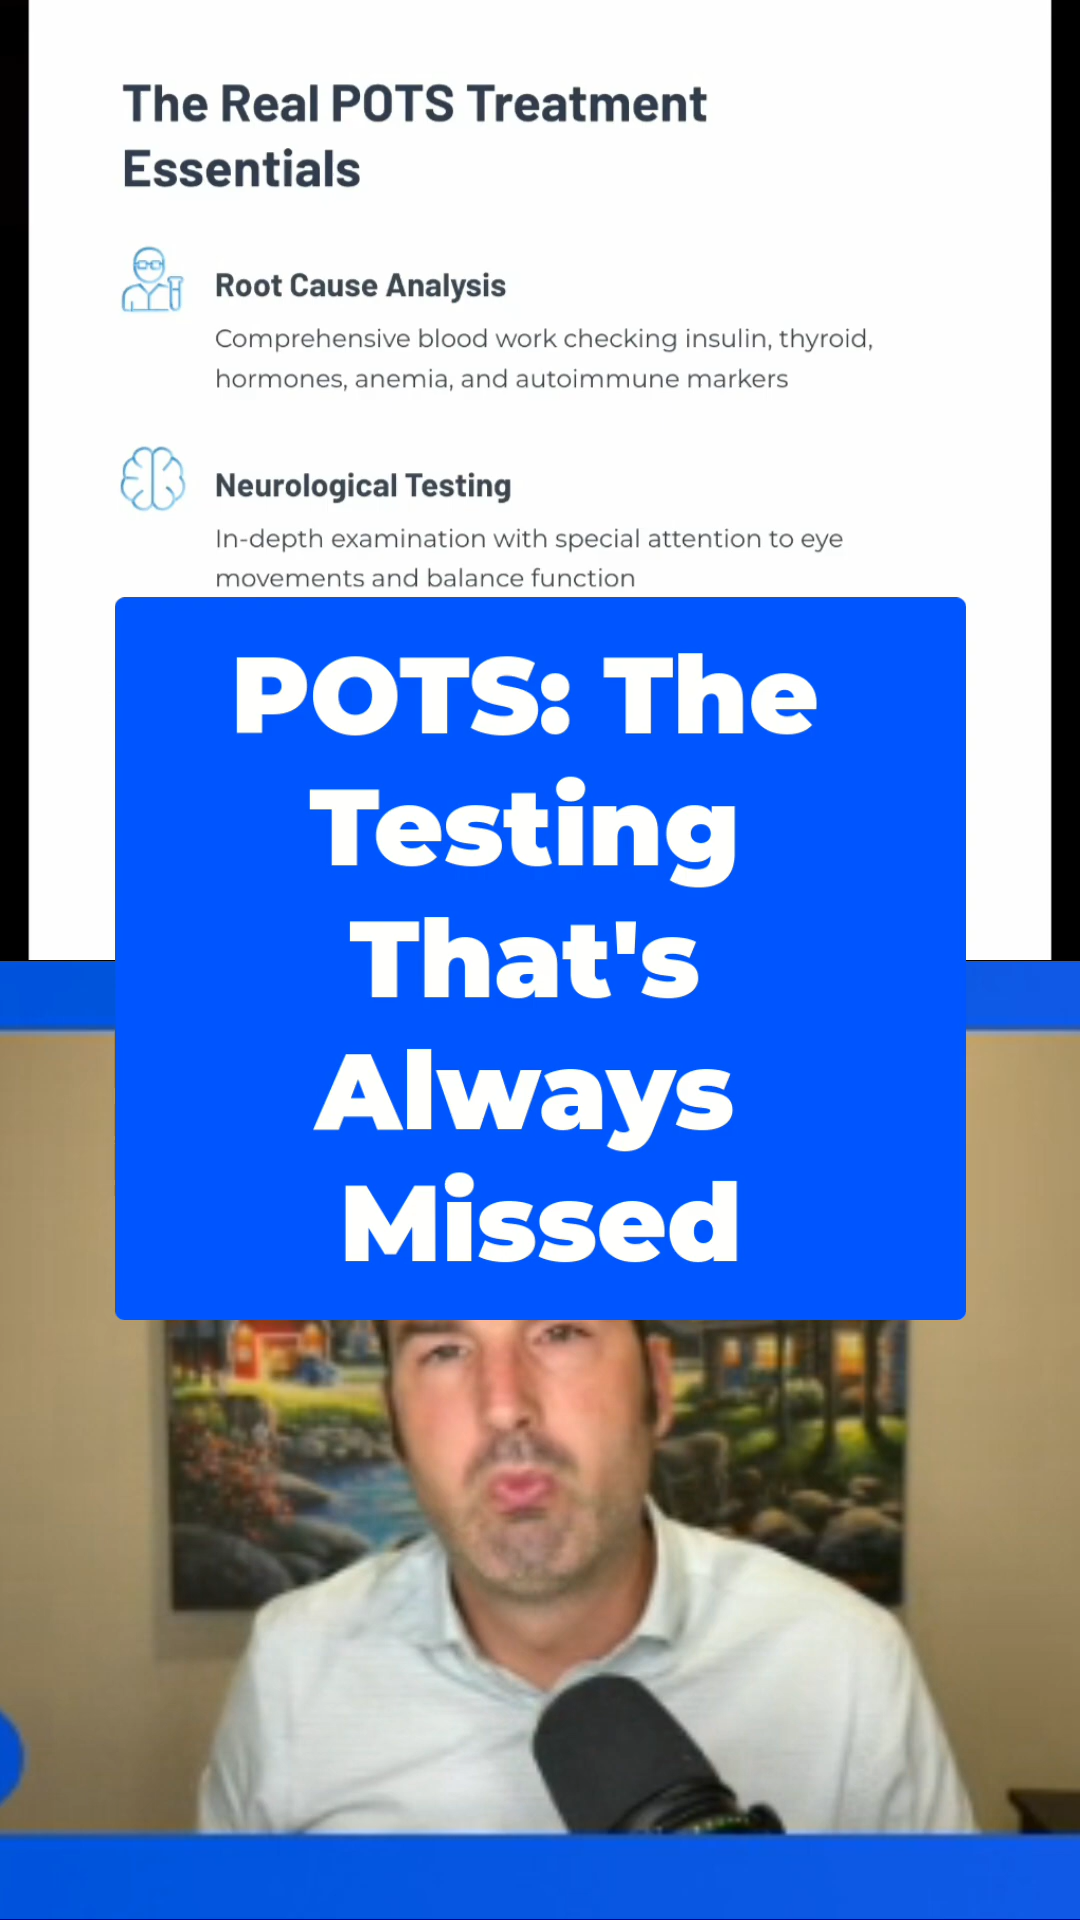 The Real POTS Treatment
Essentials
Root Cause Analysis
Comprehensive blood work checking insulin, thyroid,
hormones, anemia, and autoimmune markers
Neurological Testing
In-depth examination with special attention to eye
movements and balance function
POTS: The
Testing
That's
Always
Missed